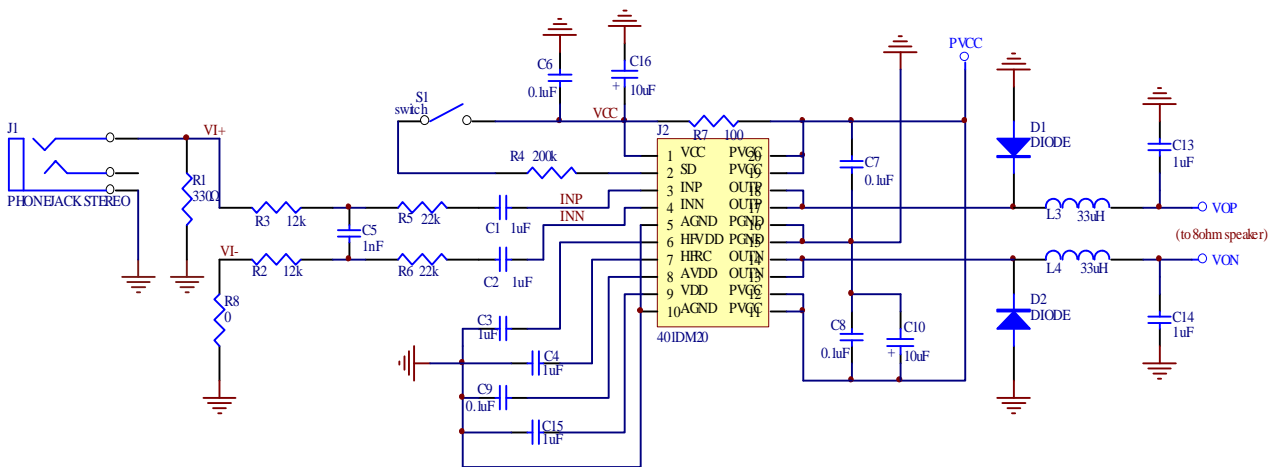 PVCC
C6
0.1uF
C16
+ 10uF
S1
switch
VCC
J1
VI+
PHONEJACK STEREO
R1
330Ω
R4 200k
R7 100
J2
C7
0.1uF
D1
DIODE
C13
1uF
R3 12k
R5 22k
C1 1uF
INP
INN
C5
1nF
VI-
R2 12k
R6 22k
C2 1uF
R8
0
1 VCC PVCC 20
2 SD PVCC 19
3 INP OUTP 18
4 INN OUTP 17
5 AGND PGND 16
6 HFVDD PGND 15
7 HFRC OUTN 14
8 AVDD OUTN 13
9 VDD PVCC 12
10 AGND PVCC 11
401DM20
L3 33uH
VOP
(to 8ohm speaker)
L4 33uH
VON
C3
1uF
C4
1uF
C9
0.1uF
C15
1uF
C8
0.1uF
C10
+ 10uF
D2
DIODE
C14
1uF